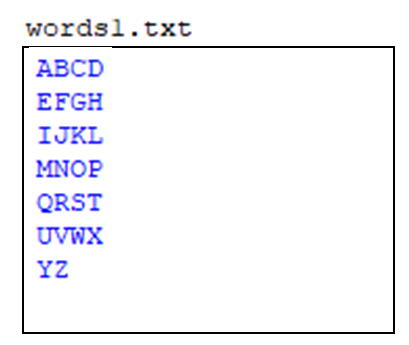 words1.txt
ABCD
EFGH
IJKL
MNOP
QRST
UVWX
YZ